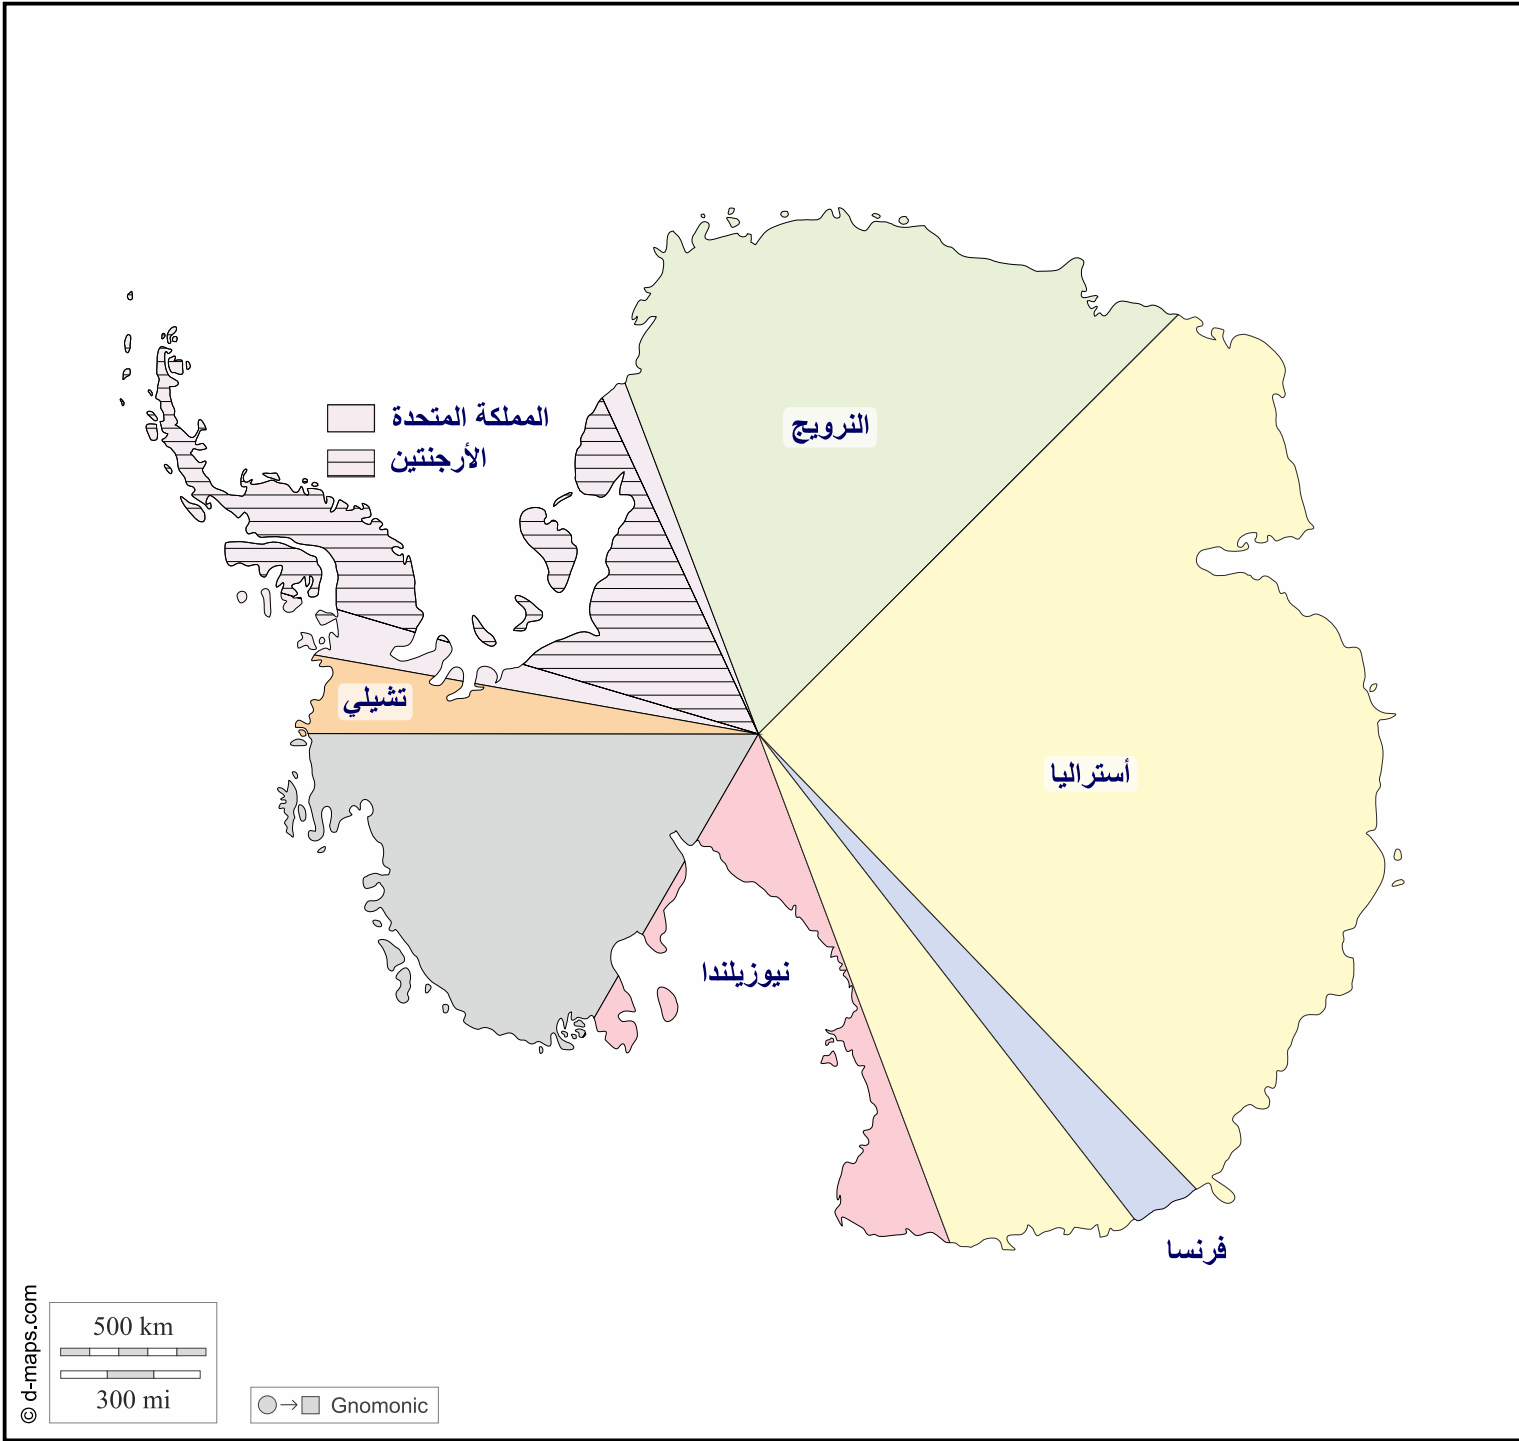 المملكة المتحدة
الأرجنتين
النرويج
تشيلي
أستراليا
نيوزيلندا
فرنسا
500 km
300 mi
Gnomonic
© d-maps.com